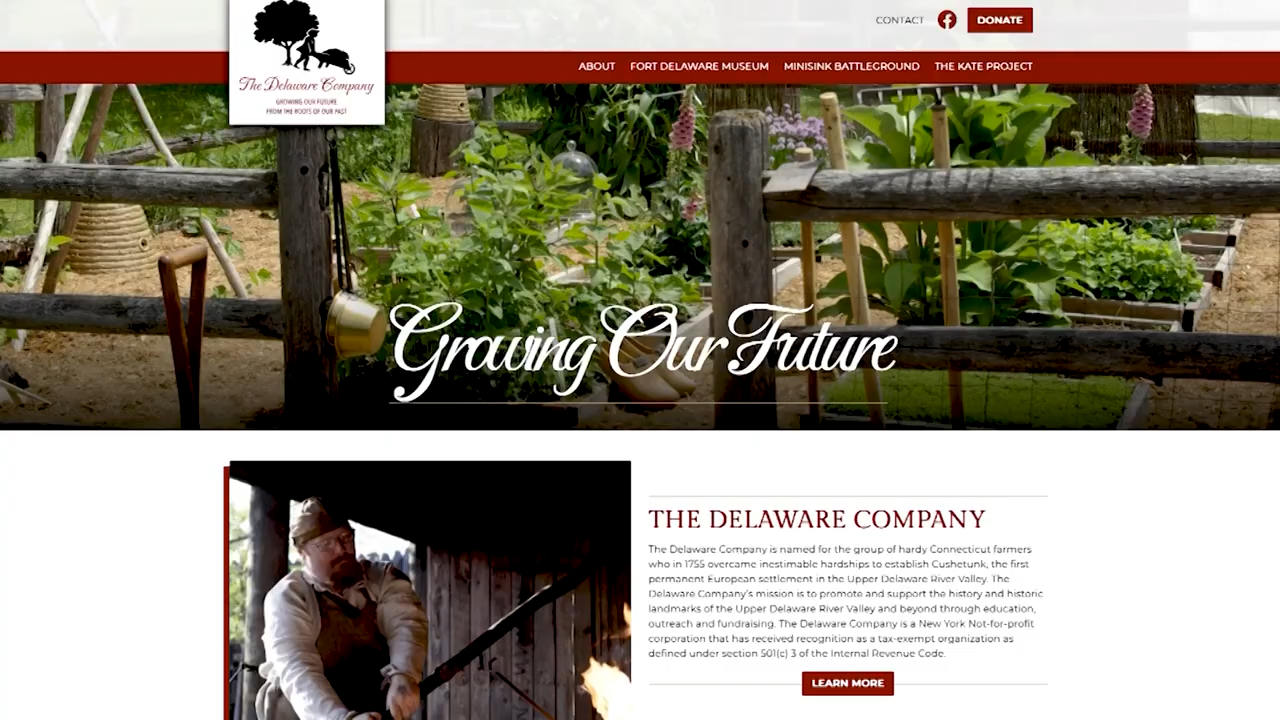 CONTACT
DONATE
The Delaware Company
GROWING OUR FUTURE
FROM THE ROOTS OF OUR PAST
ABOUT FORT DELAWARE MUSEUM MINISINK BATTLEGROUND THE KATE PROJECT
Growing Our Future
THE DELAWARE COMPANY
The Delaware Company is named for the group of hardy Connecticut farmers
who in 1755 overcame inestimable hardships to establish Cushetunk, the first
permanent European settlement in the Upper Delaware River Valley. The
Delaware Company's mission is to promote and support the history and historic
landmarks of the Upper Delaware River Valley and beyond through education,
outreach and fundraising. The Delaware Company is a New York Not-for-profit
corporation that has received recognition as a tax-exempt organization as
defined under section 501(c) 3 of the Internal Revenue Code.
LEARN MORE